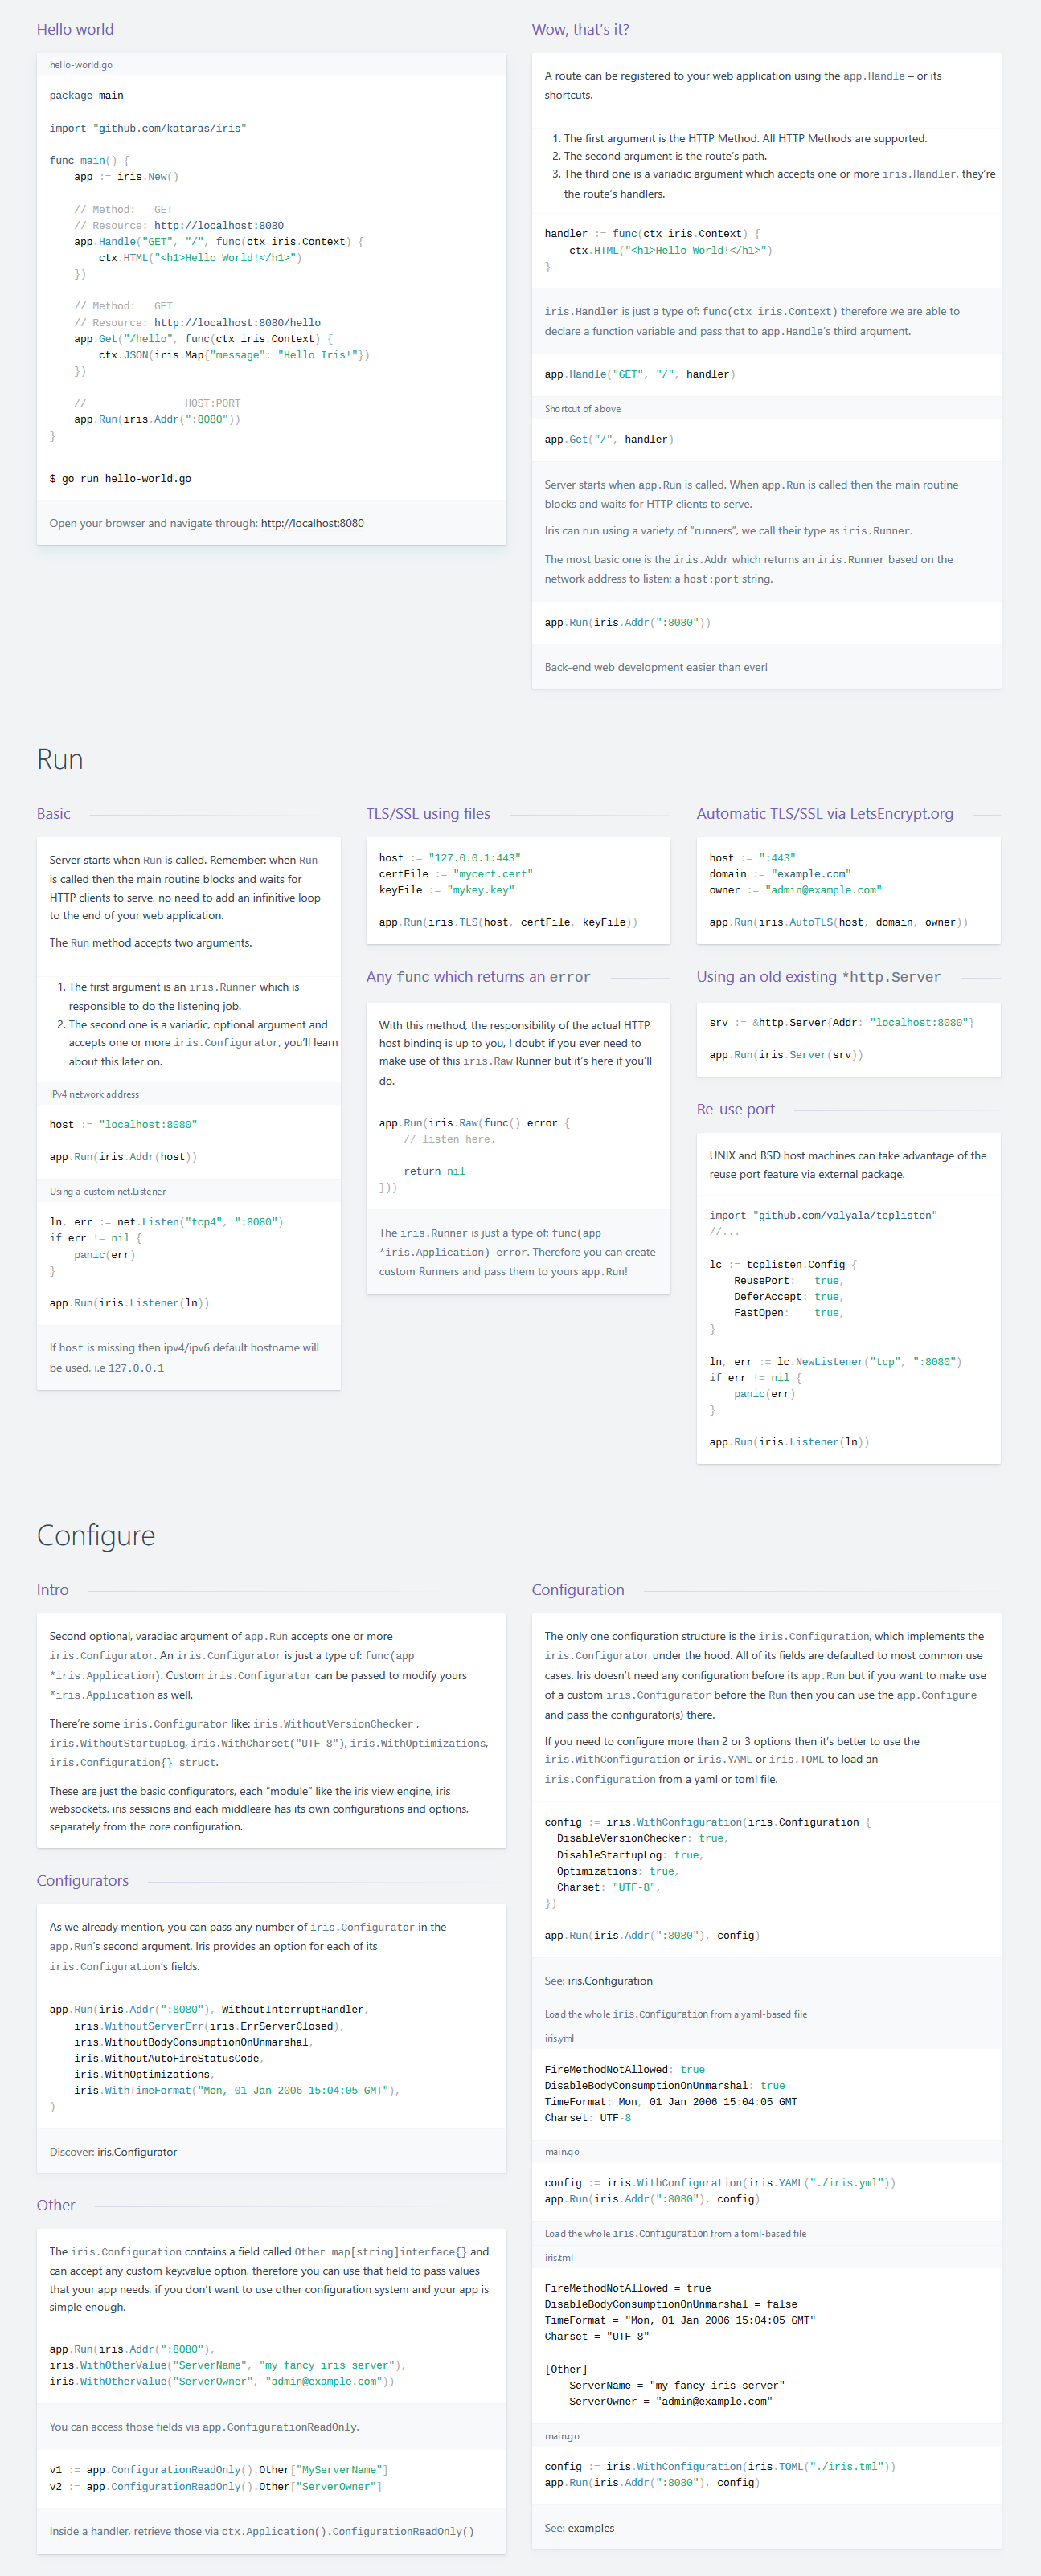 Hello world
hello-world.go
package main
import "github.com/kataras/iris"
func main() {
    app := iris.New()
    // Method:   GET
    // Resource: http://localhost:8080
    app.Handle("GET", "/", func(ctx iris.Context) {
        ctx.HTML("<h1>Hello World!</h1>")
    })
    // Method:   GET
    // Resource: http://localhost:8080/hello
    app.Get("/hello", func(ctx iris.Context) {
        ctx.JSON(iris.Map{"message": "Hello Iris!"})
    })
    //                HOST:PORT
    app.Run(iris.Addr(":8080"))
}
$ go run hello-world.go
Open your browser and navigate through: http://localhost:8080
Wow, that's it?
A route can be registered to your web application using the app.Handle – or its
shortcuts.
1. The first argument is the HTTP Method. All HTTP Methods are supported.
2. The second argument is the route's path.
3. The third one is a variadic argument which accepts one or more iris.Handler, they're
the route's handlers.
handler := func(ctx iris.Context) {
    ctx.HTML("<h1>Hello World!</h1>")
}
iris.Handler is just a type of: func(ctx iris.Context) therefore we are able to
declare a function variable and pass that to app.Handle's third argument.
app.Handle("GET", "/", handler)
Shortcut of above
app.Get("/", handler)
Server starts when app.Run is called. When app.Run is called then the main routine
blocks and waits for HTTP clients to serve.
Iris can run using a variety of "runners", we call their type as iris.Runner.
The most basic one is the iris.Addr which returns an iris.Runner based on the
network address to listen; a host:port string.
app.Run(iris.Addr(":8080"))
Back-end web development easier than ever!
Run
Basic
Server starts when Run is called. Remember: when Run
is called then the main routine blocks and waits for
HTTP clients to serve, no need to add an infinitive loop
to the end of your web application.
The Run method accepts two arguments.
1. The first argument is an iris.Runner which is
responsible to do the listening job.
2. The second one is a variadic, optional argument and
accepts one or more iris.Configurator, you'll learn
about this later on.
IPv4 network address
host := "localhost:8080"
app.Run(iris.Addr(host))
Using a custom net.Listener
ln, err := net.Listen("tcp4", ":8080")
if err != nil {
    panic(err)
}
app.Run(iris.Listener(ln))
If host is missing then ipv4/ipv6 default hostname will
be used, i.e 127.0.0.1
TLS/SSL using files
host := "127.0.0.1:443"
certFile := "mycert.cert"
keyFile := "mykey.key"
app.Run(iris.TLS(host, certFile, keyFile))
Any func which returns an error
With this method, the responsibility of the actual HTTP
host binding is up to you, I doubt if you ever need to
make use of this iris.Raw Runner but it's here if you'll
do.
app.Run(iris.Raw(func() error {
    // listen here.
    return nil
}))
The iris.Runner is just a type of: func(app
*iris.Application) error. Therefore you can create
custom Runners and pass them to yours app.Run!
Automatic TLS/SSL via LetsEncrypt.org
host := ":443"
domain := "example.com"
owner := "admin@example.com"
app.Run(iris.AutoTLS(host, domain, owner))
Using an old existing *http.Server
srv := &http.Server{Addr: "localhost:8080"}
app.Run(iris.Server(srv))
Re-use port
UNIX and BSD host machines can take advantage of the
reuse port feature via external package.
import "github.com/valyala/tcplisten"
//...
lc := tcplisten.Config {
    ReusePort:   true,
    DeferAccept: true,
    FastOpen:    true,
}
ln, err := lc.NewListener("tcp", ":8080")
if err != nil {
    panic(err)
}
app.Run(iris.Listener(ln))
Configure
Intro
Second optional, varadiac argument of app.Run accepts one or more
iris.Configurator. An iris.Configurator is just a type of: func(app
*iris.Application). Custom iris.Configurator can be passed to modify yours
*iris.Application as well.
There're some iris.Configurator like: iris.WithoutVersionChecker ,
iris.WithoutStartupLog, iris.WithCharset("UTF-8"), iris.WithOptimizations,
iris.Configuration{} struct.
These are just the basic configurators, each "module" like the iris view engine, iris
websockets, iris sessions and each middleare has its own configurations and options,
separately from the core configuration.
Configurators
As we already mention, you can pass any number of iris.Configurator in the
app.Run's second argument. Iris provides an option for each of its
iris.Configuration's fields.
app.Run(iris.Addr(":8080"), WithoutInterruptHandler,
    iris.WithoutServerErr(iris.ErrServerClosed),
    iris.WithoutBodyConsumptionOnUnmarshal,
    iris.WithoutAutoFireStatusCode,
    iris.WithOptimizations,
    iris.WithTimeFormat("Mon, 01 Jan 2006 15:04:05 GMT"),
)
Discover: iris.Configurator
Other
The iris.Configuration contains a field called Other map[string]interface{} and
can accept any custom key:value option, therefore you can use that field to pass values
that your app needs, if you don't want to use other configuration system and your app is
simple enough.
app.Run(iris.Addr(":8080"),
iris.WithOtherValue("ServerName", "my fancy iris server"),
iris.WithOtherValue("ServerOwner", "admin@example.com"))
You can access those fields via app.ConfigurationReadOnly.
v1 := app.ConfigurationReadOnly().Other["MyServerName"]
v2 := app.ConfigurationReadOnly().Other["ServerOwner"]
Inside a handler, retrieve those via ctx.Application().ConfigurationReadOnly()
Configuration
The only one configuration structure is the iris.Configuration, which implements the
iris.Configurator under the hood. All of its fields are defaulted to most common use
cases. Iris doesn't need any configuration before its app.Run but if you want to make use
of a custom iris.Configurator before the Run then you can use the app.Configure
and pass the configurator(s) there.
If you need to configure more than 2 or 3 options then it's better to use the
iris.WithConfiguration or iris.YAML or iris.TOML to load an
iris.Configuration from a yaml or toml file.
config := iris.WithConfiguration(iris.Configuration {
  DisableVersionChecker: true,
  DisableStartupLog: true,
  Optimizations: true,
  Charset: "UTF-8",
})
app.Run(iris.Addr(":8080"), config)
See: iris.Configuration
Load the whole iris.Configuration from a yaml-based file
iris.yml
FireMethodNotAllowed: true
DisableBodyConsumptionOnUnmarshal: true
TimeFormat: Mon, 01 Jan 2006 15:04:05 GMT
Charset: UTF-8
main.go
config := iris.WithConfiguration(iris.YAML("./iris.yml"))
app.Run(iris.Addr(":8080"), config)
Load the whole iris.Configuration from a toml-based file
iris.tml
FireMethodNotAllowed = true
DisableBodyConsumptionOnUnmarshal = false
TimeFormat = "Mon, 01 Jan 2006 15:04:05 GMT"
Charset = "UTF-8"
[Other]
    ServerName = "my fancy iris server"
    ServerOwner = "admin@example.com"
main.go
config := iris.WithConfiguration(iris.TOML("./iris.tml"))
app.Run(iris.Addr(":8080"), config)
See: examples